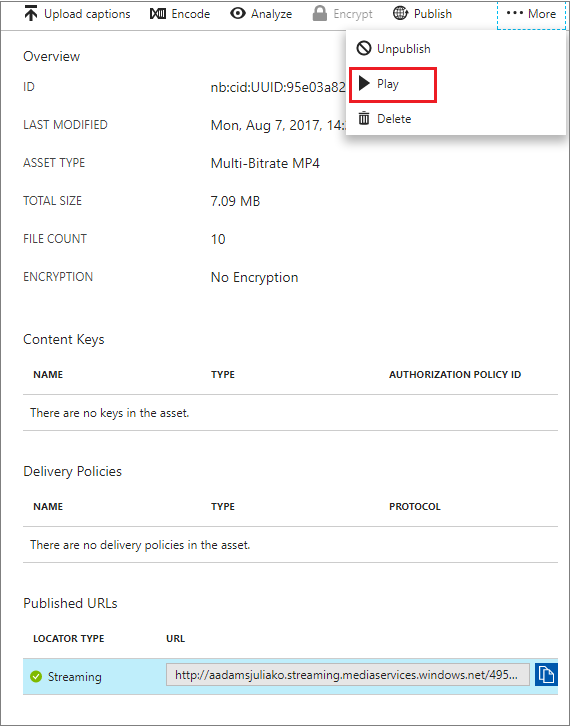 Upload captions Encode Analyze Encrypt Publish ••• More
Unpublish
Play
Delete
Overview
ID nb:cid:UUID:95e03a82
LAST MODIFIED Mon, Aug 7, 2017, 14:
ASSET TYPE Multi-Bitrate MP4
TOTAL SIZE 7.09 MB
FILE COUNT 10
ENCRYPTION No Encryption
Content Keys
NAME TYPE AUTHORIZATION POLICY ID
There are no keys in the asset.
Delivery Policies
NAME TYPE PROTOCOL
There are no delivery policies in the asset.
Published URLs
LOCATOR TYPE URL
Streaming http://aadamsjuliako.streaming.mediaservices.windows.net/495...